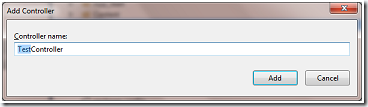 Add Controller
Controller name:
TestController
Add
Cancel